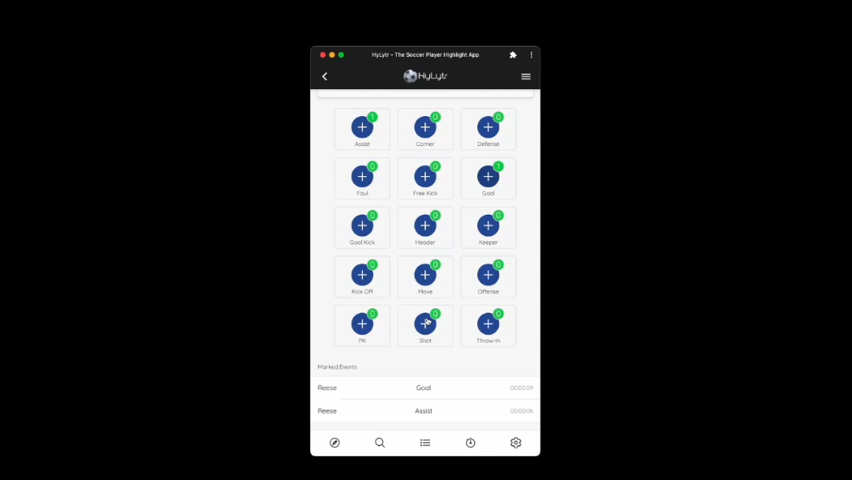 HyLytr - The Soccer Player Highlight App
HyLytr
1 0 0
Assist Corner Defense
0 0 1
Foul Free Kick Goal
0 0 0
Goal Kick Header Keeper
0 0 0
Kick Off Move Offense
0 0 0
PK Shot Throw-In
Marked Events
Reese Goal 00:00:09
Reese Assist 00:00:06